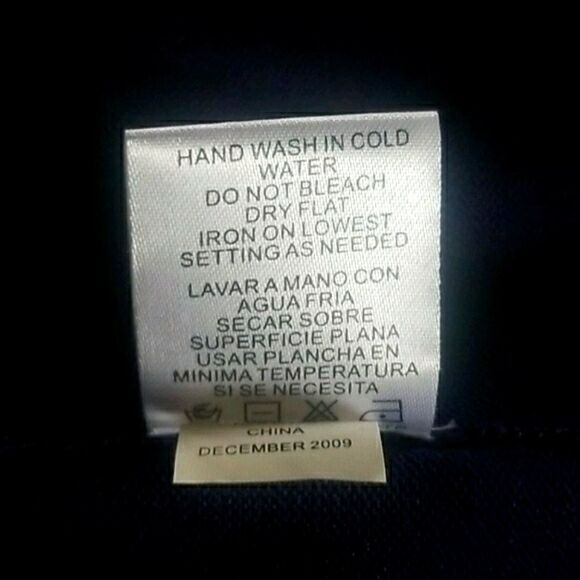 HAND WASH IN COLD
WATER
DO NOT BLEACH
DRY FLAT
IRON ON LOWEST
SETTING AS NEEDED
LAVAR A MANO CON
AGUA FRIA
SECAR SOBRE
SUPERFICIE PLANA
USAR PLANCHA EN
MINIMA TEMPERATURA
SI SE NECESITA
CHINA
DECEMBER 2009